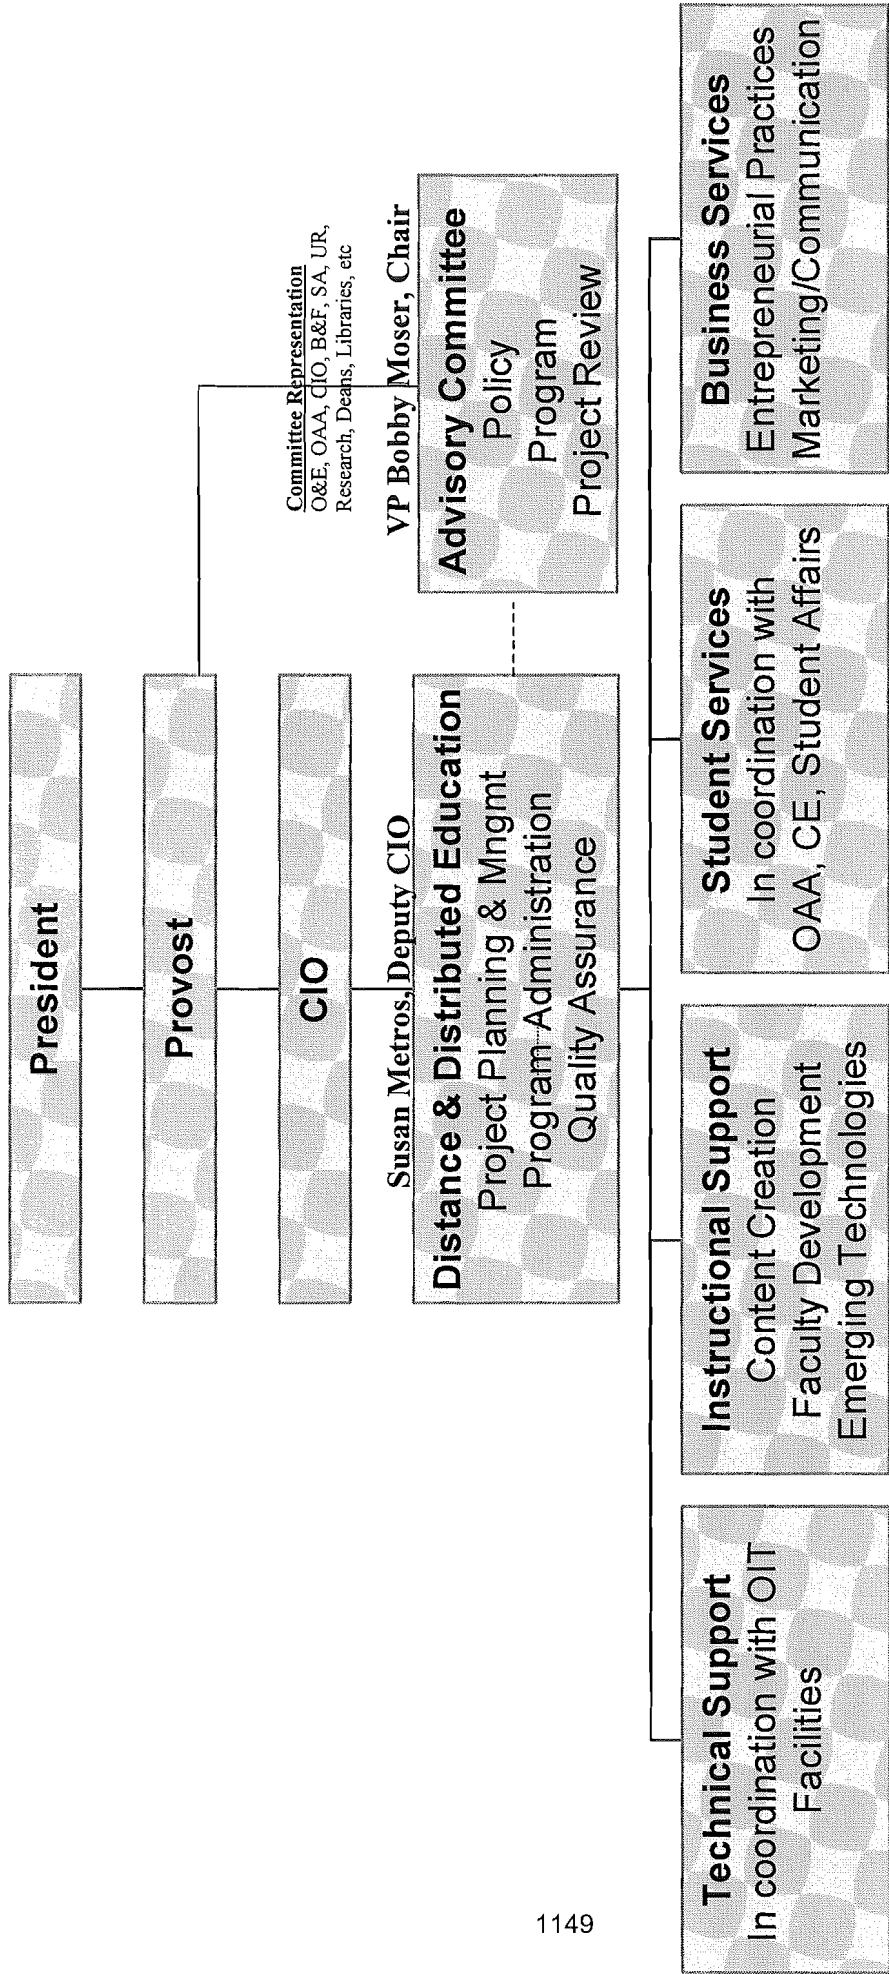 President
Provost
CIO
Committee Representation
O&E, OAA, CIO, B&F, SA, UR,
Research, Deans, Libraries, etc
Susan Metros, Deputy CIO
VP Bobby Moser, Chair
Distance & Distributed Education
Project Planning & Mngmt
Program Administration
Quality Assurance
Advisory Committee
Policy
Program
Project Review
Technical Support
In coordination with OIT
Facilities
Instructional Support
Content Creation
Faculty Development
Emerging Technologies
Student Services
In coordination with
OAA, CE, Student Affairs
Business Services
Entrepreneurial Practices
Marketing/Communication
1149